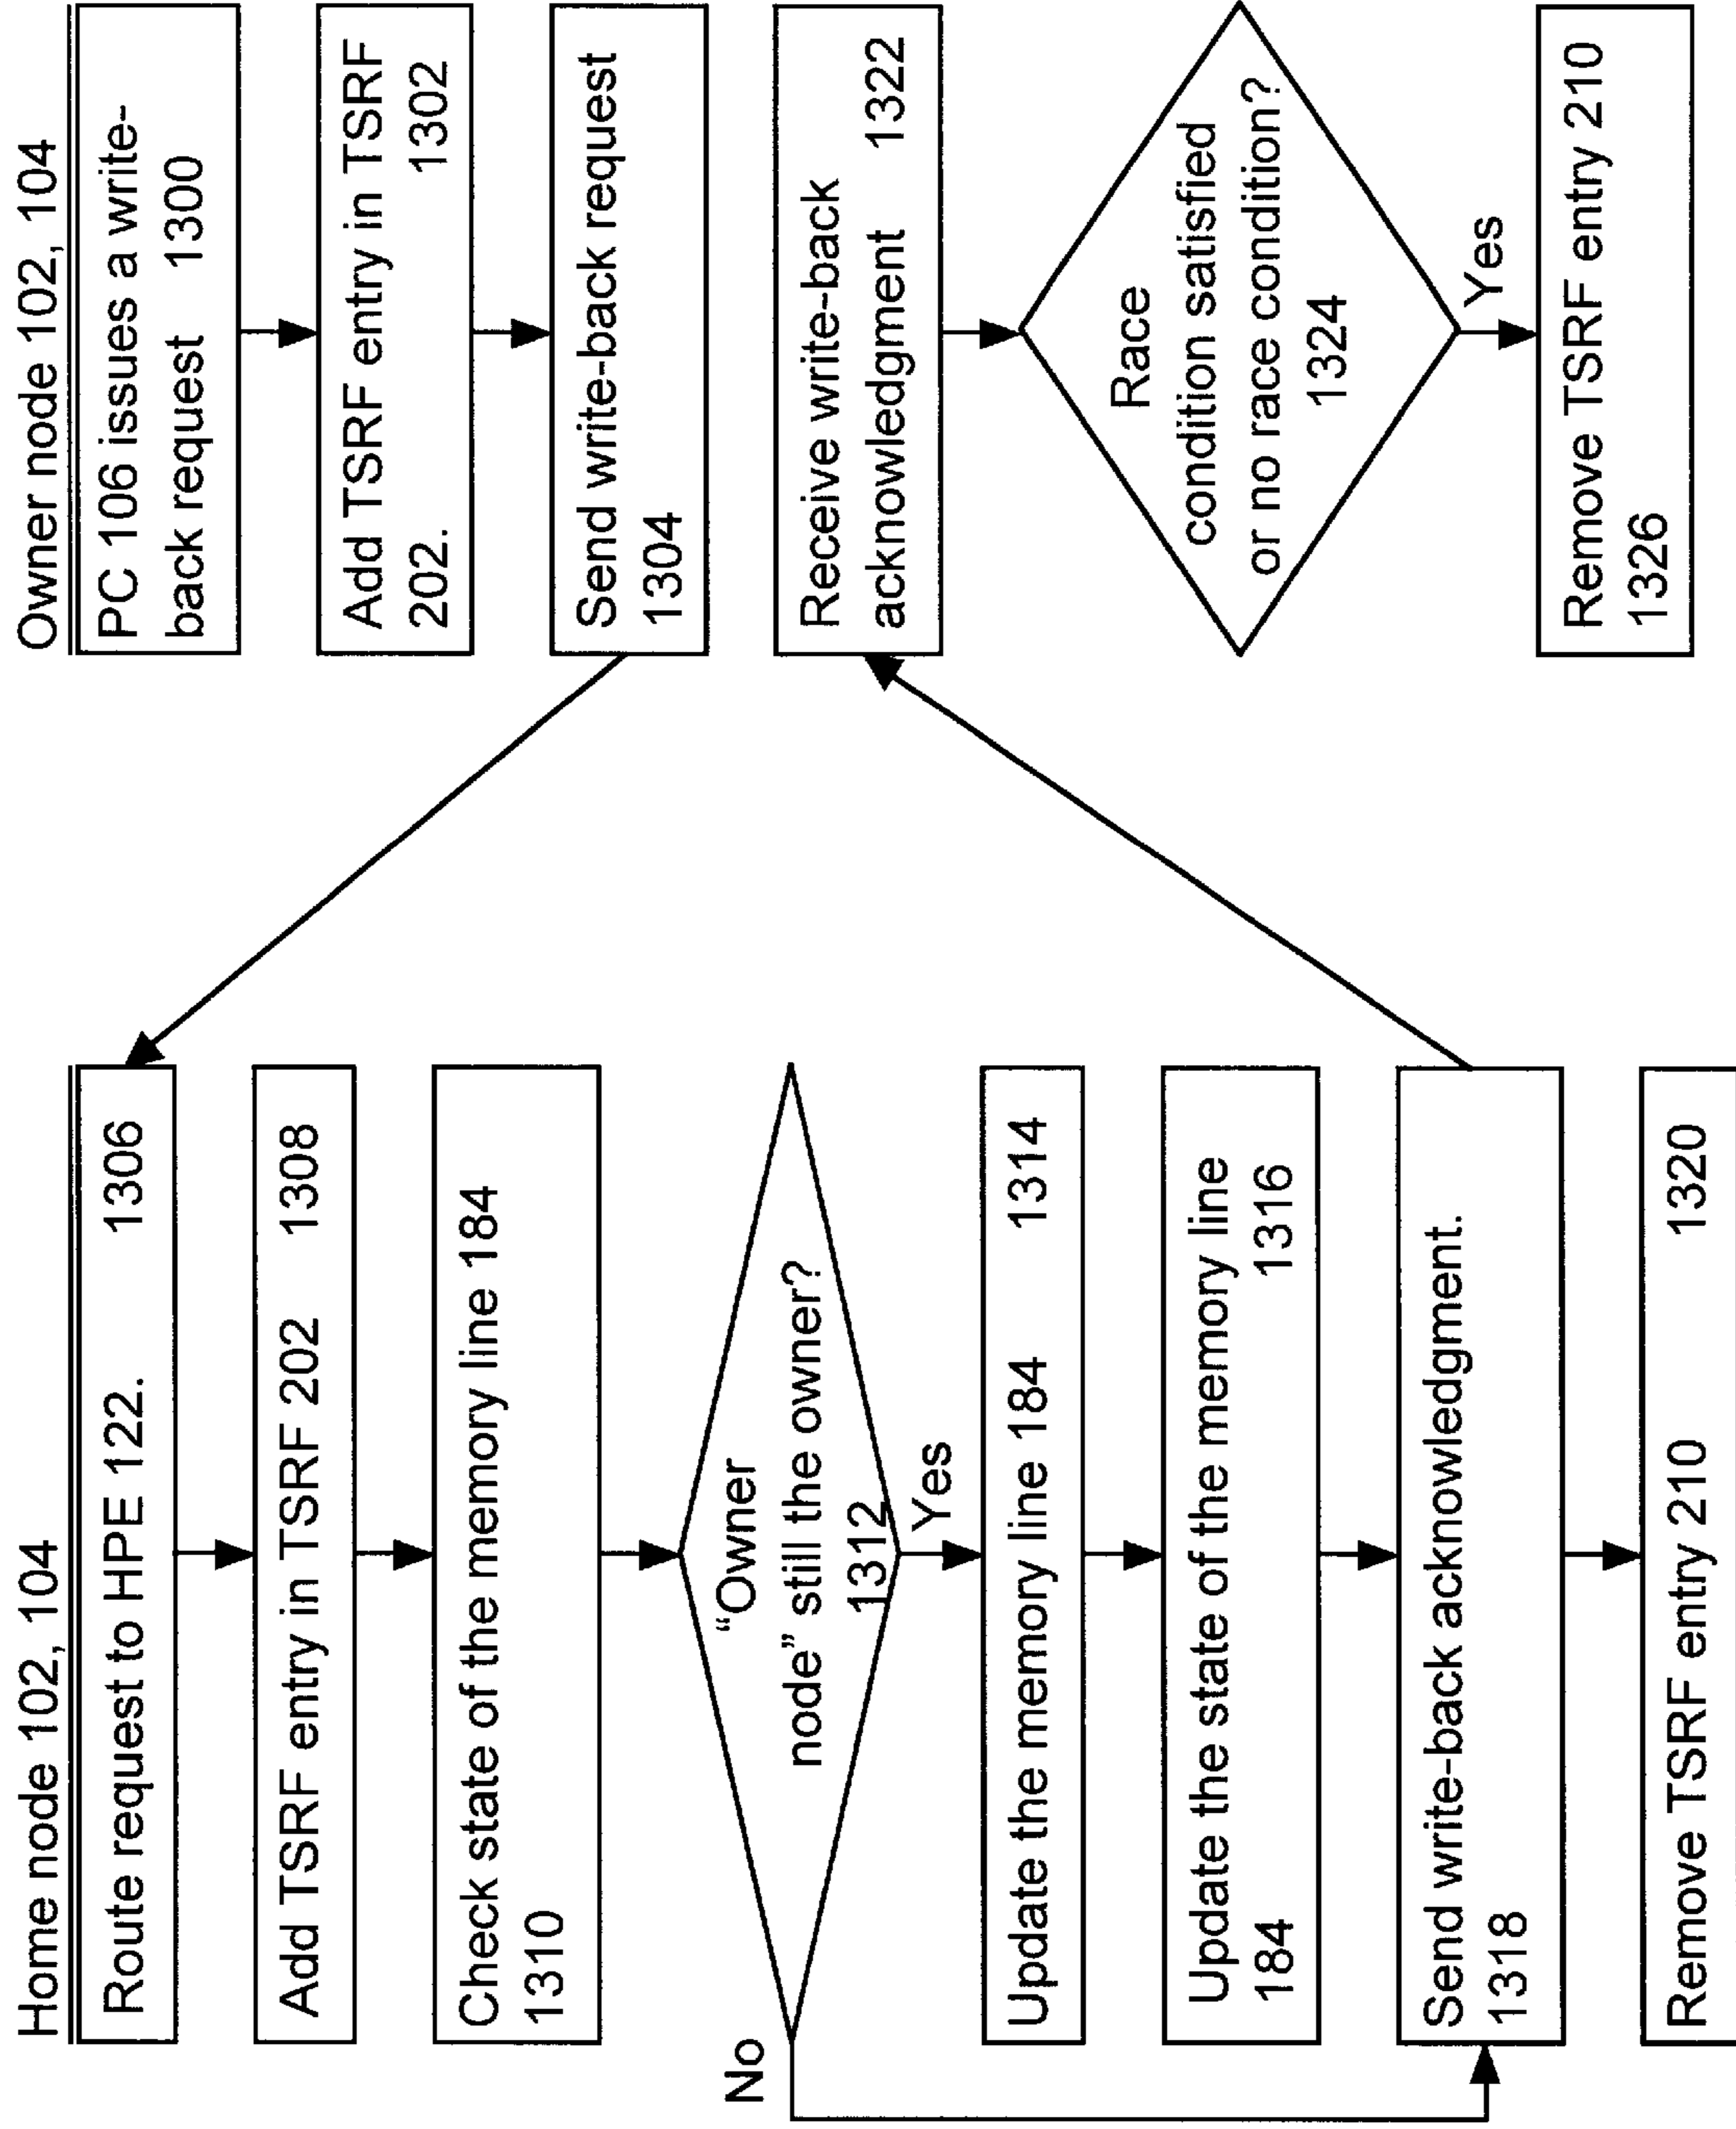 Home node 102, 104
Route request to HPE 122. 1306
Add TSRF entry in TSRF 202 1308
Check state of the memory line 184
1310
“Owner
node” still the owner?
1312
No
Yes
Update the memory line 184 1314
Update the state of the memory line
184 1316
Send write-back acknowledgment.
1318
Remove TSRF entry 210 1320
Owner node 102, 104
PC 106 issues a write-
back request 1300
Add TSRF entry in TSRF
202. 1302
Send write-back request
1304
Receive write-back
acknowledgment 1322
Race
condition satisfied
or no race condition?
1324
Yes
Remove TSRF entry 210
1326